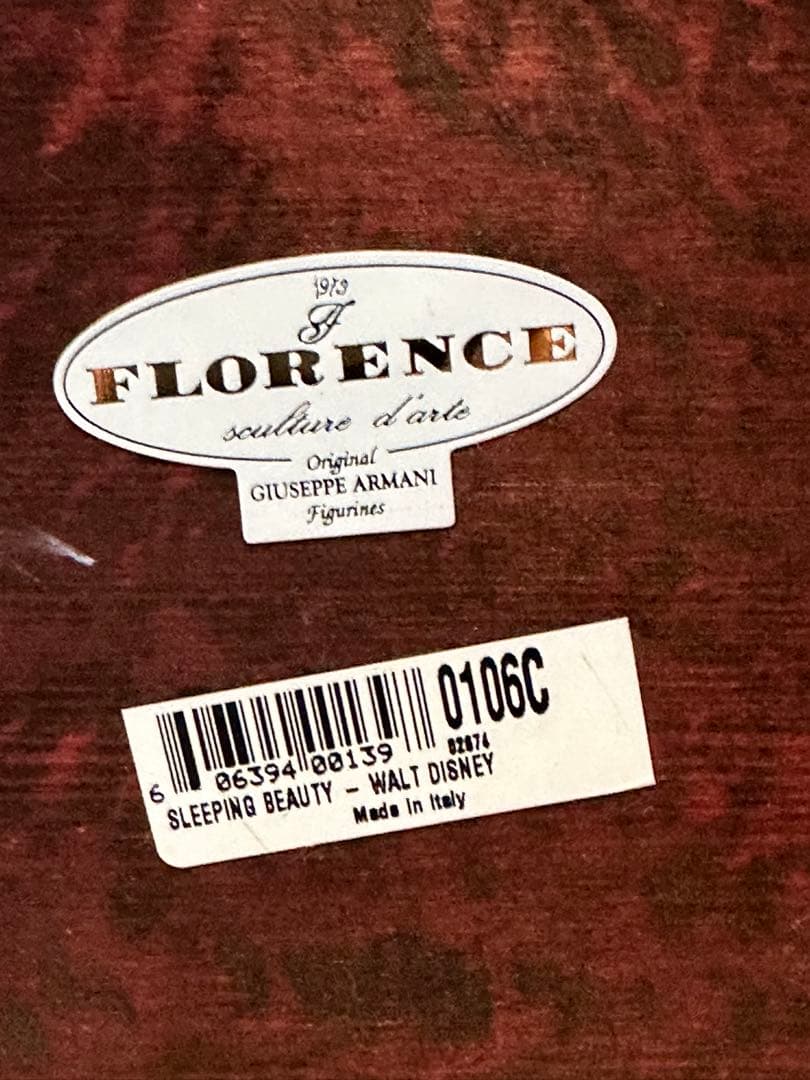 1973
FLORENCE
sculture d'arte
Original
GIUSEPPE ARMANI
Figurines
0106C
02674
6 06394 00139
SLEEPING BEAUTY – WALT DISNEY
Made in Italy